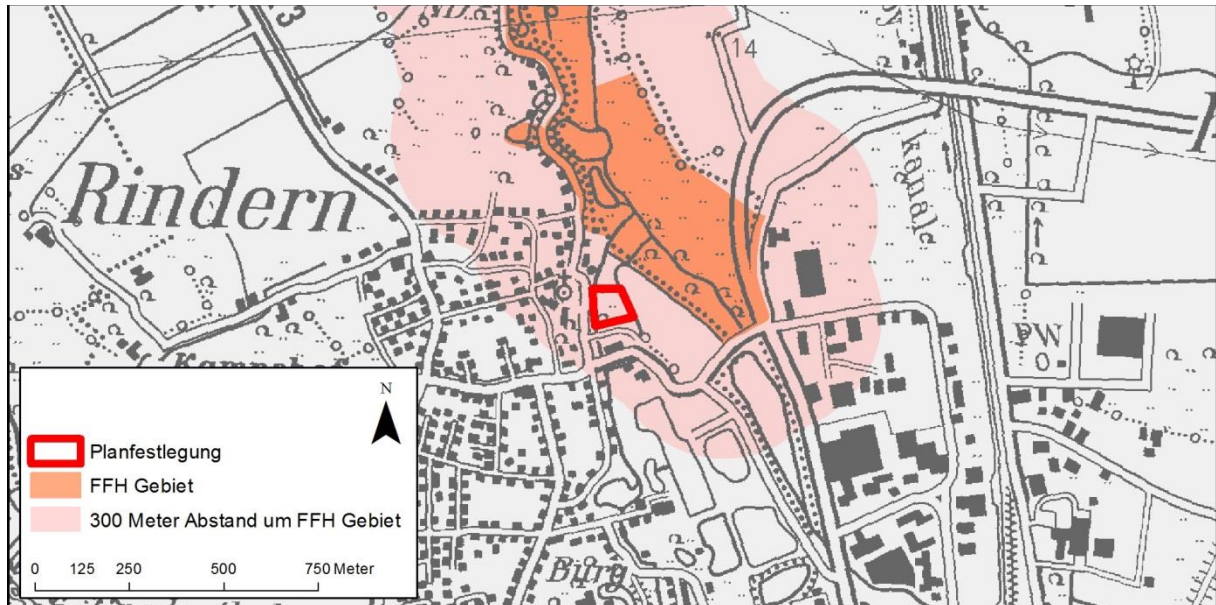 14
Rindern
kanal
PW
N
Planfestlegung
FFH Gebiet
300 Meter Abstand um FFH Gebiet
0 125 250 500 750 Meter
Burg